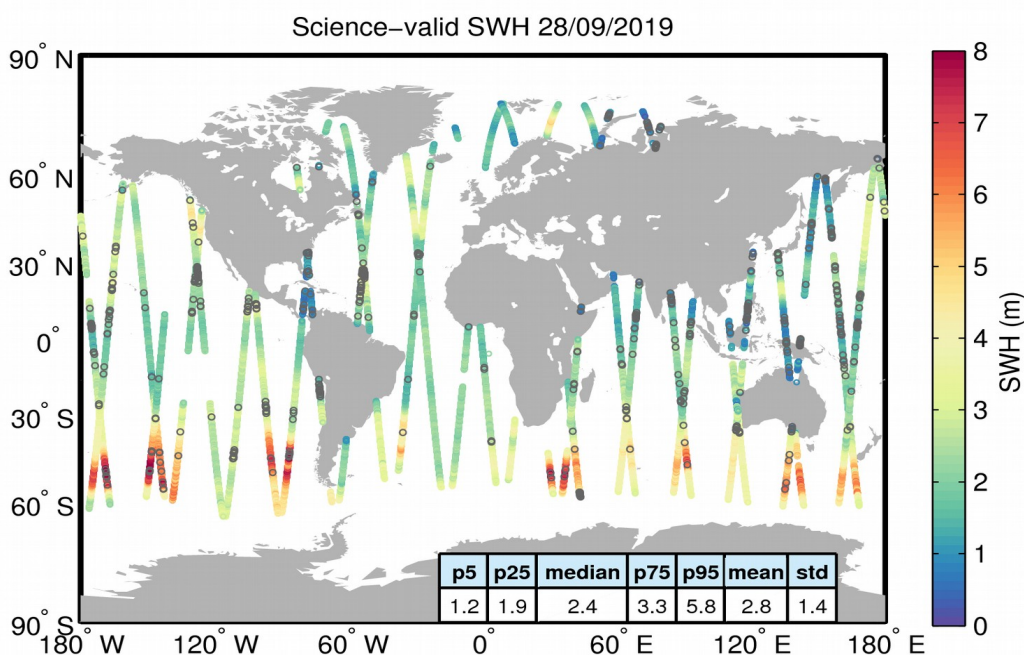 Science−valid SWH 28/09/2019
90° N
60° N
30° N
0°
30° S
60° S
90° S
180° W 120° W 60° W 0° 60° E 120° E 180° E
p5 p25 median p75 p95 mean std
1.2 1.9 2.4 3.3 5.8 2.8 1.4
8
7
6
5
4
3
2
1
0
SWH (m)